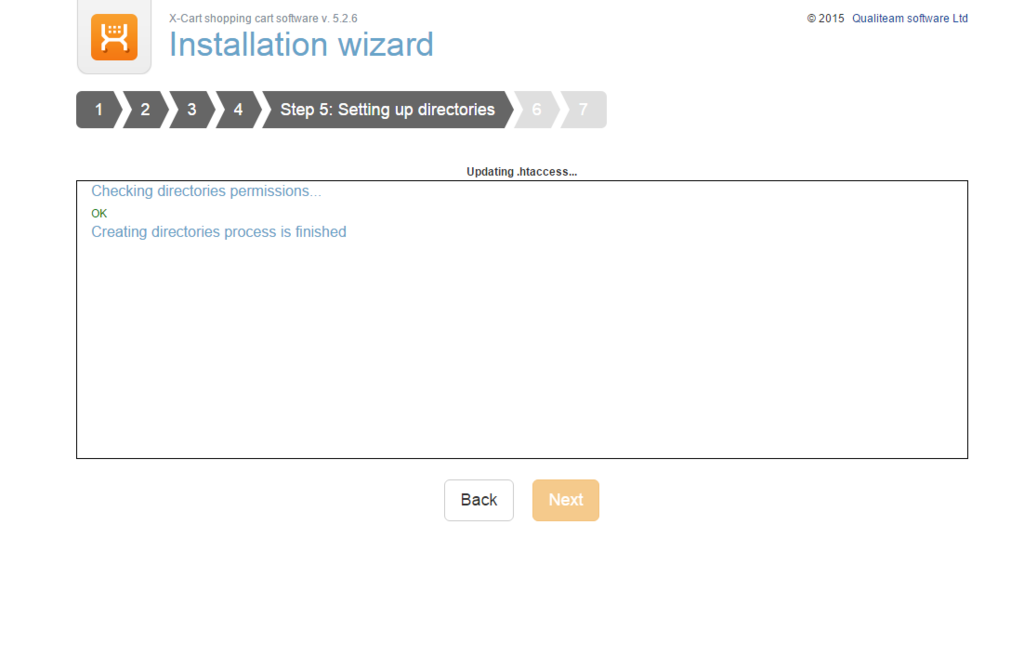 X-Cart shopping cart software v. 5.2.6
© 2015 Qualiteam software Ltd
Installation wizard
1 2 3 4 Step 5: Setting up directories 6 7
Updating .htaccess...
Checking directories permissions...
OK
Creating directories process is finished
Back Next